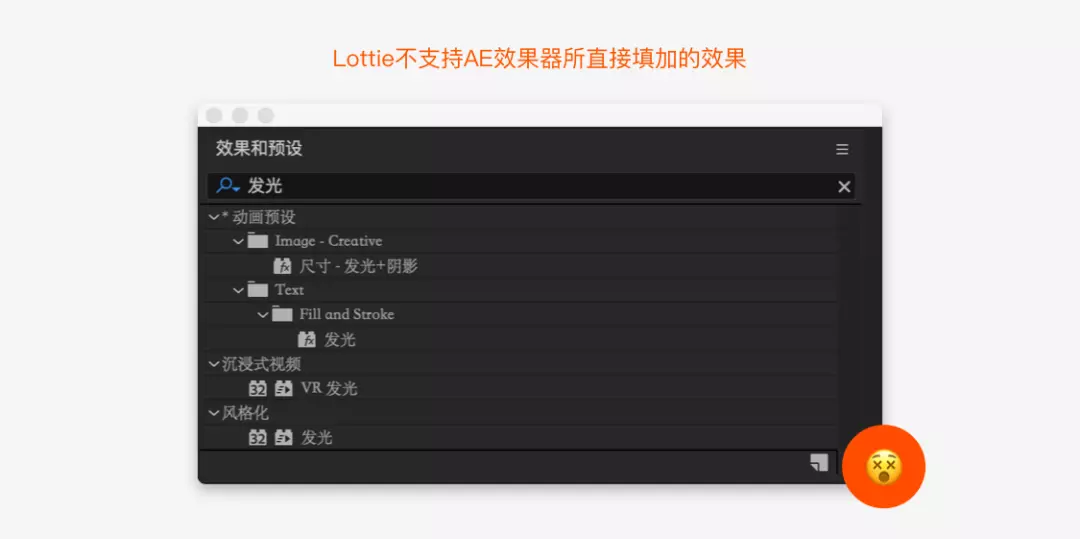 Lottie不支持AE效果器所直接填加的效果
效果和预设
发光
* 动画预设
Image - Creative
尺寸 - 发光+阴影
Text
Fill and Stroke
发光
沉浸式视频
32 VR 发光
风格化
32 发光